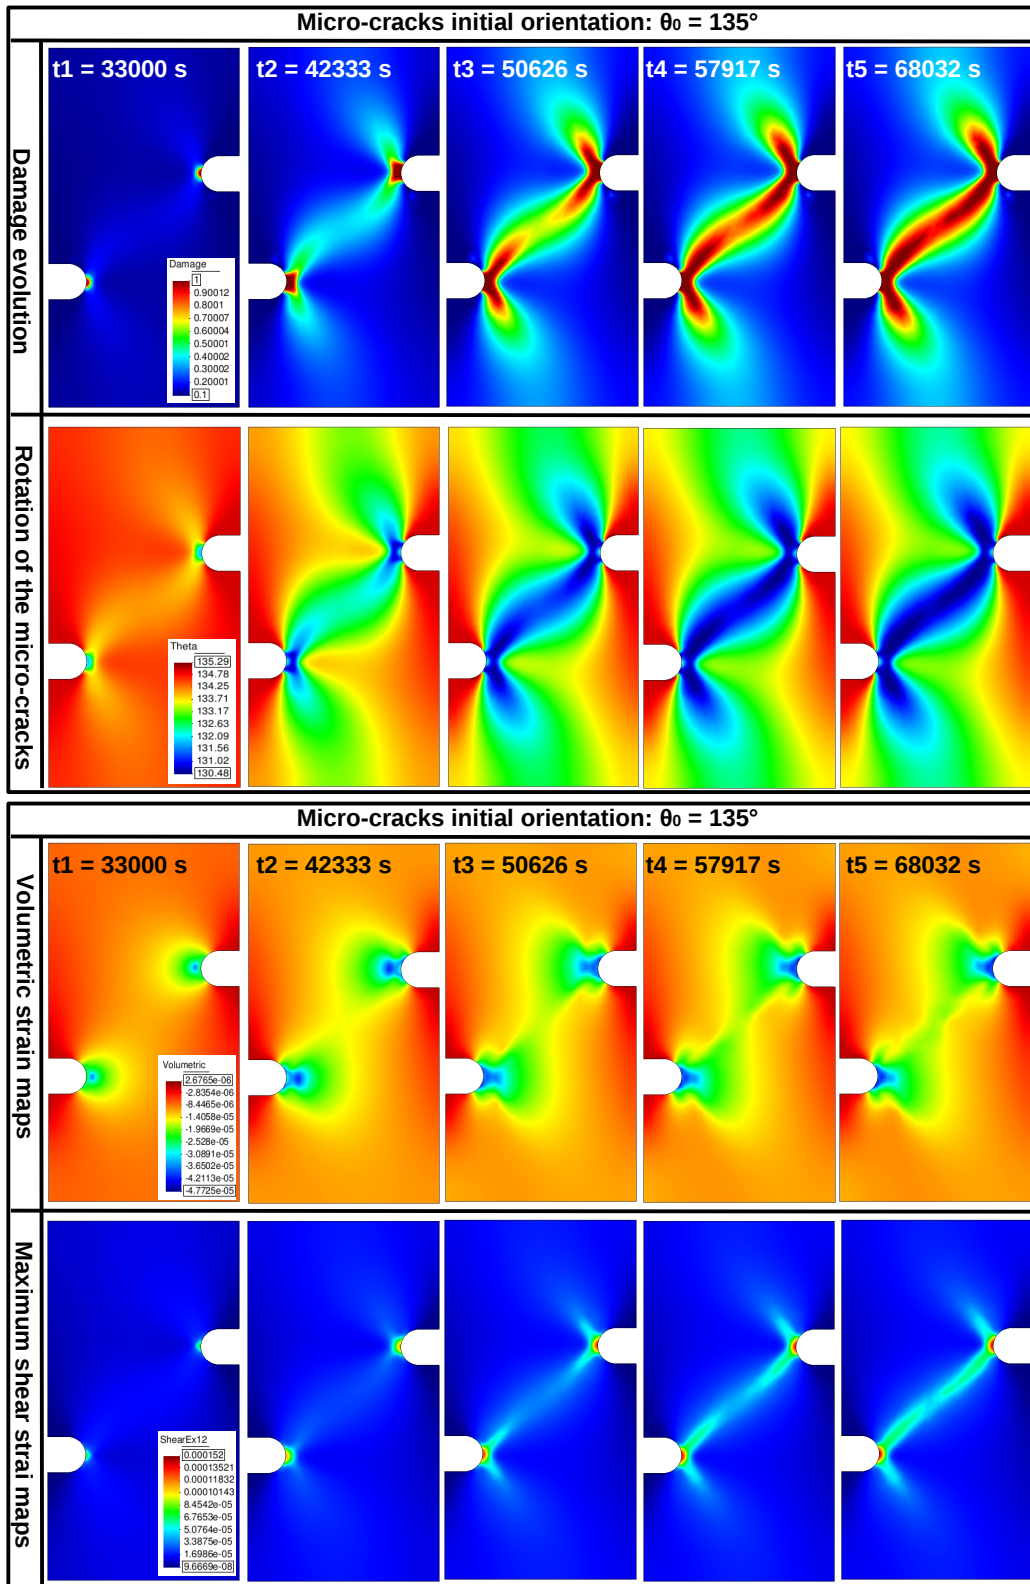 Micro-cracks initial orientation: θ₀ = 135°
Damage evolution
t1 = 33000 s
t2 = 42333 s
t3 = 50626 s
t4 = 57917 s
t5 = 68032 s
Damage
1
0.90012
0.8001
0.70007
0.60004
0.50001
0.40002
0.30002
0.20001
0.1
Rotation of the micro-cracks
Theta
135.29
134.78
134.25
133.71
133.17
132.63
132.09
131.56
131.02
130.48
Micro-cracks initial orientation: θ₀ = 135°
Volumetric strain maps
t1 = 33000 s
t2 = 42333 s
t3 = 50626 s
t4 = 57917 s
t5 = 68032 s
Volumetric
2.6765e-06
-2.8354e-06
-8.4465e-06
-1.4058e-05
-1.9669e-05
-2.528e-05
-3.0891e-05
-3.6502e-05
-4.2113e-05
-4.7725e-05
Maximum shear strai maps
ShearEx12
0.000152
0.00013521
0.00011832
0.00010143
8.4542e-05
6.7653e-05
5.0764e-05
3.3875e-05
1.6986e-05
9.6669e-08